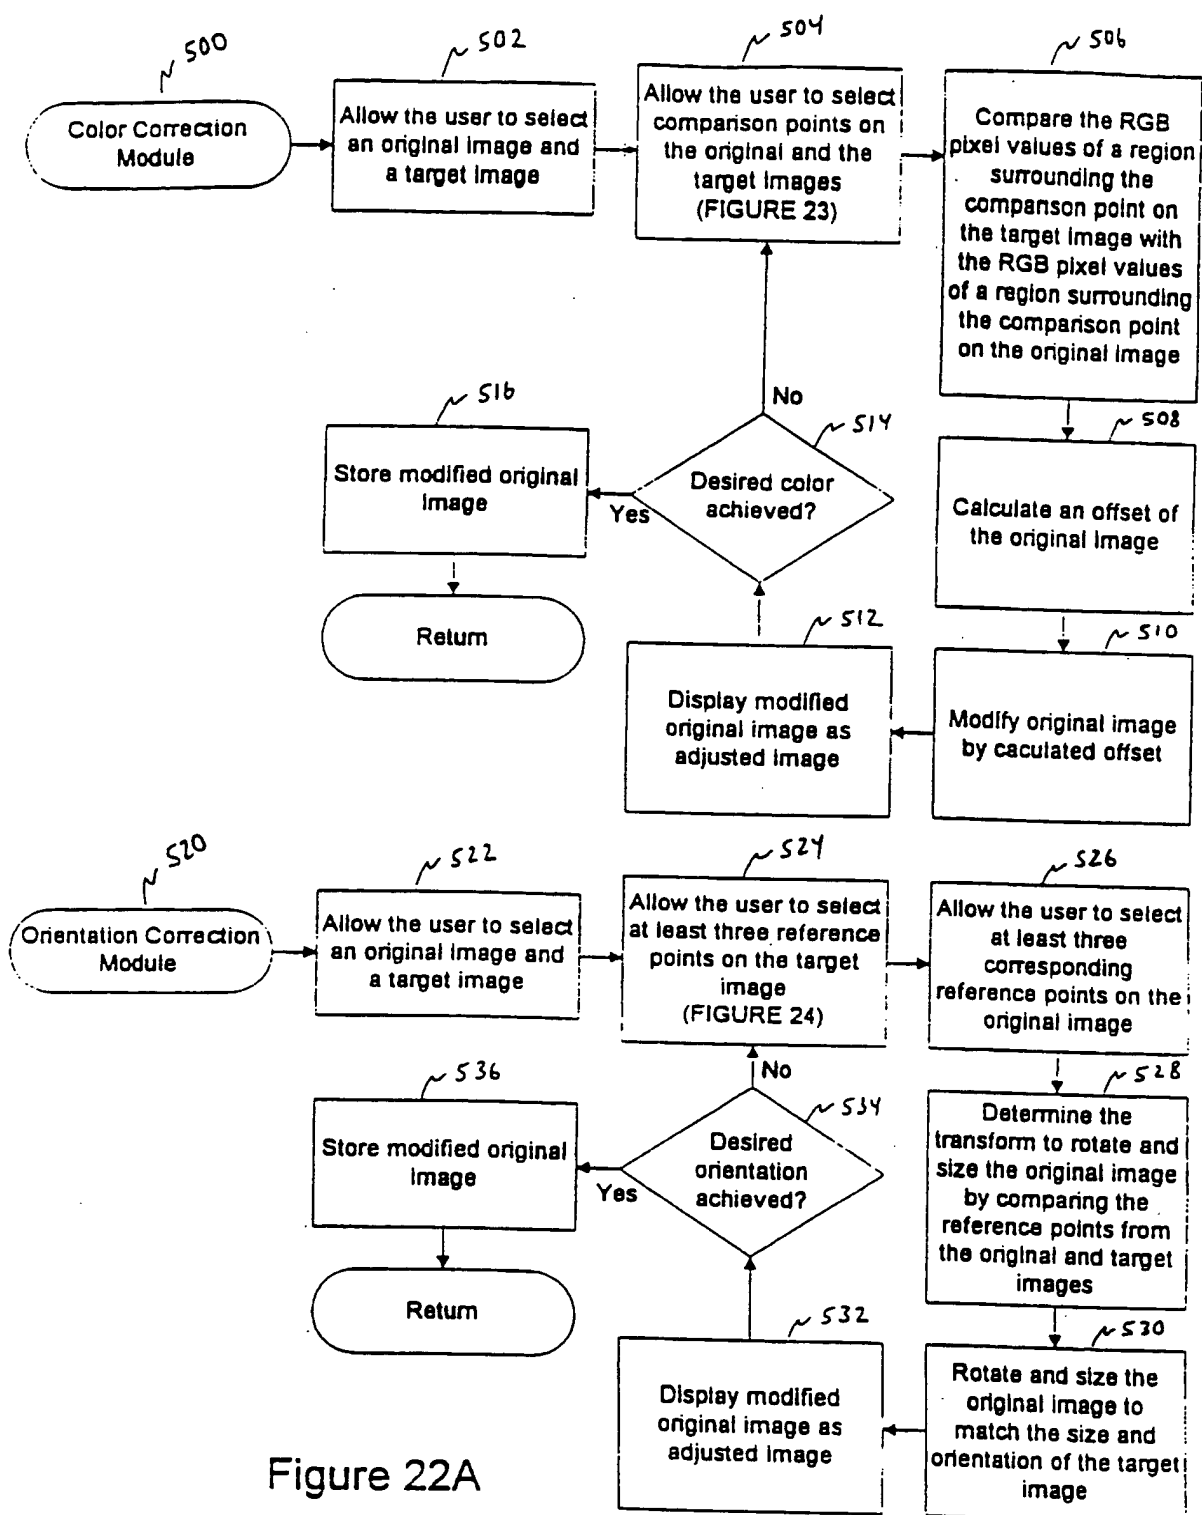 500
Color Correction
Module
502
Allow the user to select
an original image and
a target image
504
Allow the user to select
comparison points on
the original and the
target images
(FIGURE 23)
506
Compare the RGB
pixel values of a region
surrounding the
comparison point on
the target image with
the RGB pixel values
of a region surrounding
the comparison point
on the original image
508
Calculate an offset of
the original image
510
Modify original image
by caculated offset
512
Display modified
original image as
adjusted image
514
Desired color
achieved?
No
Yes
516
Store modified original
image
Return
520
Orientation Correction
Module
522
Allow the user to select
an original image and
a target image
524
Allow the user to select
at least three reference
points on the target
image
(FIGURE 24)
526
Allow the user to select
at least three
corresponding
reference points on the
original image
528
Determine the
transform to rotate and
size the original image
by comparing the
reference points from
the original and target
images
530
Rotate and size the
original image to
match the size and
orientation of the target
image
532
Display modified
original image as
adjusted image
534
Desired
orientation
achieved?
No
Yes
536
Store modified original
image
Return
Figure 22A